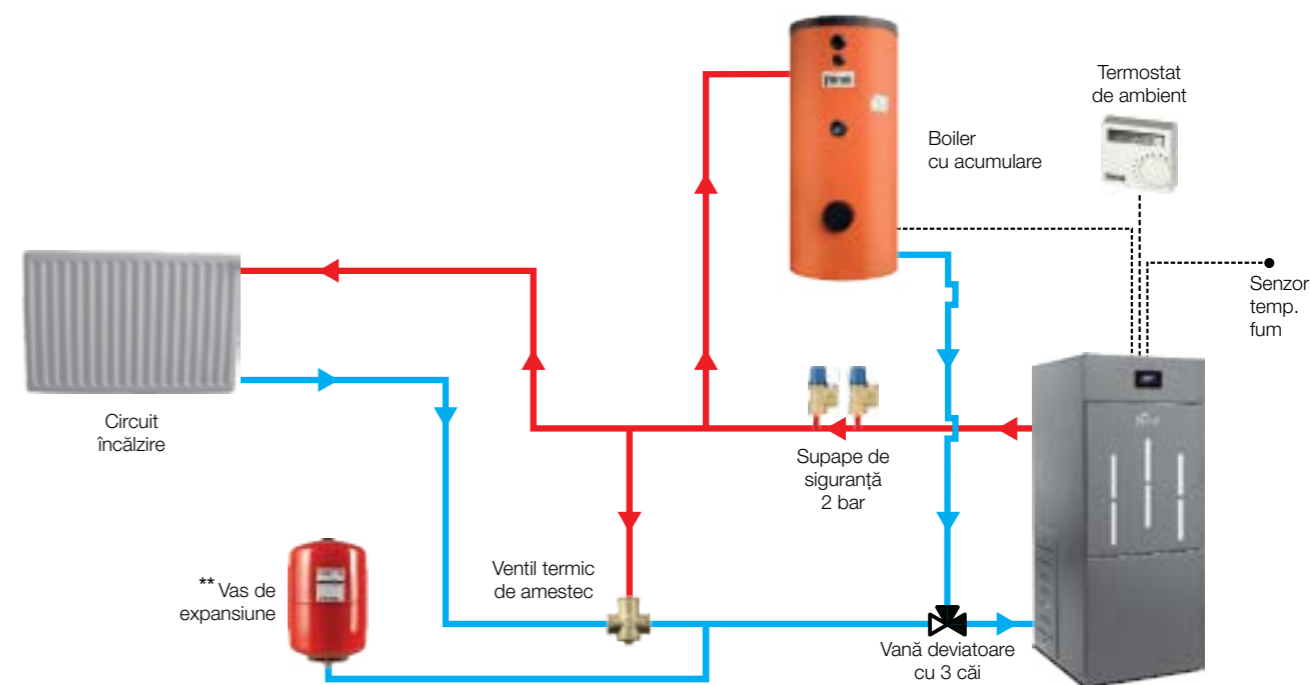 Termostat
de ambient
Boiler
cu acumulare
Senzor
temp.
fum
Circuit
încălzire
Supape de
siguranță
2 bar
** Vas de
expansiune
Ventil termic
de amestec
Vană deviatoare
cu 3 căi